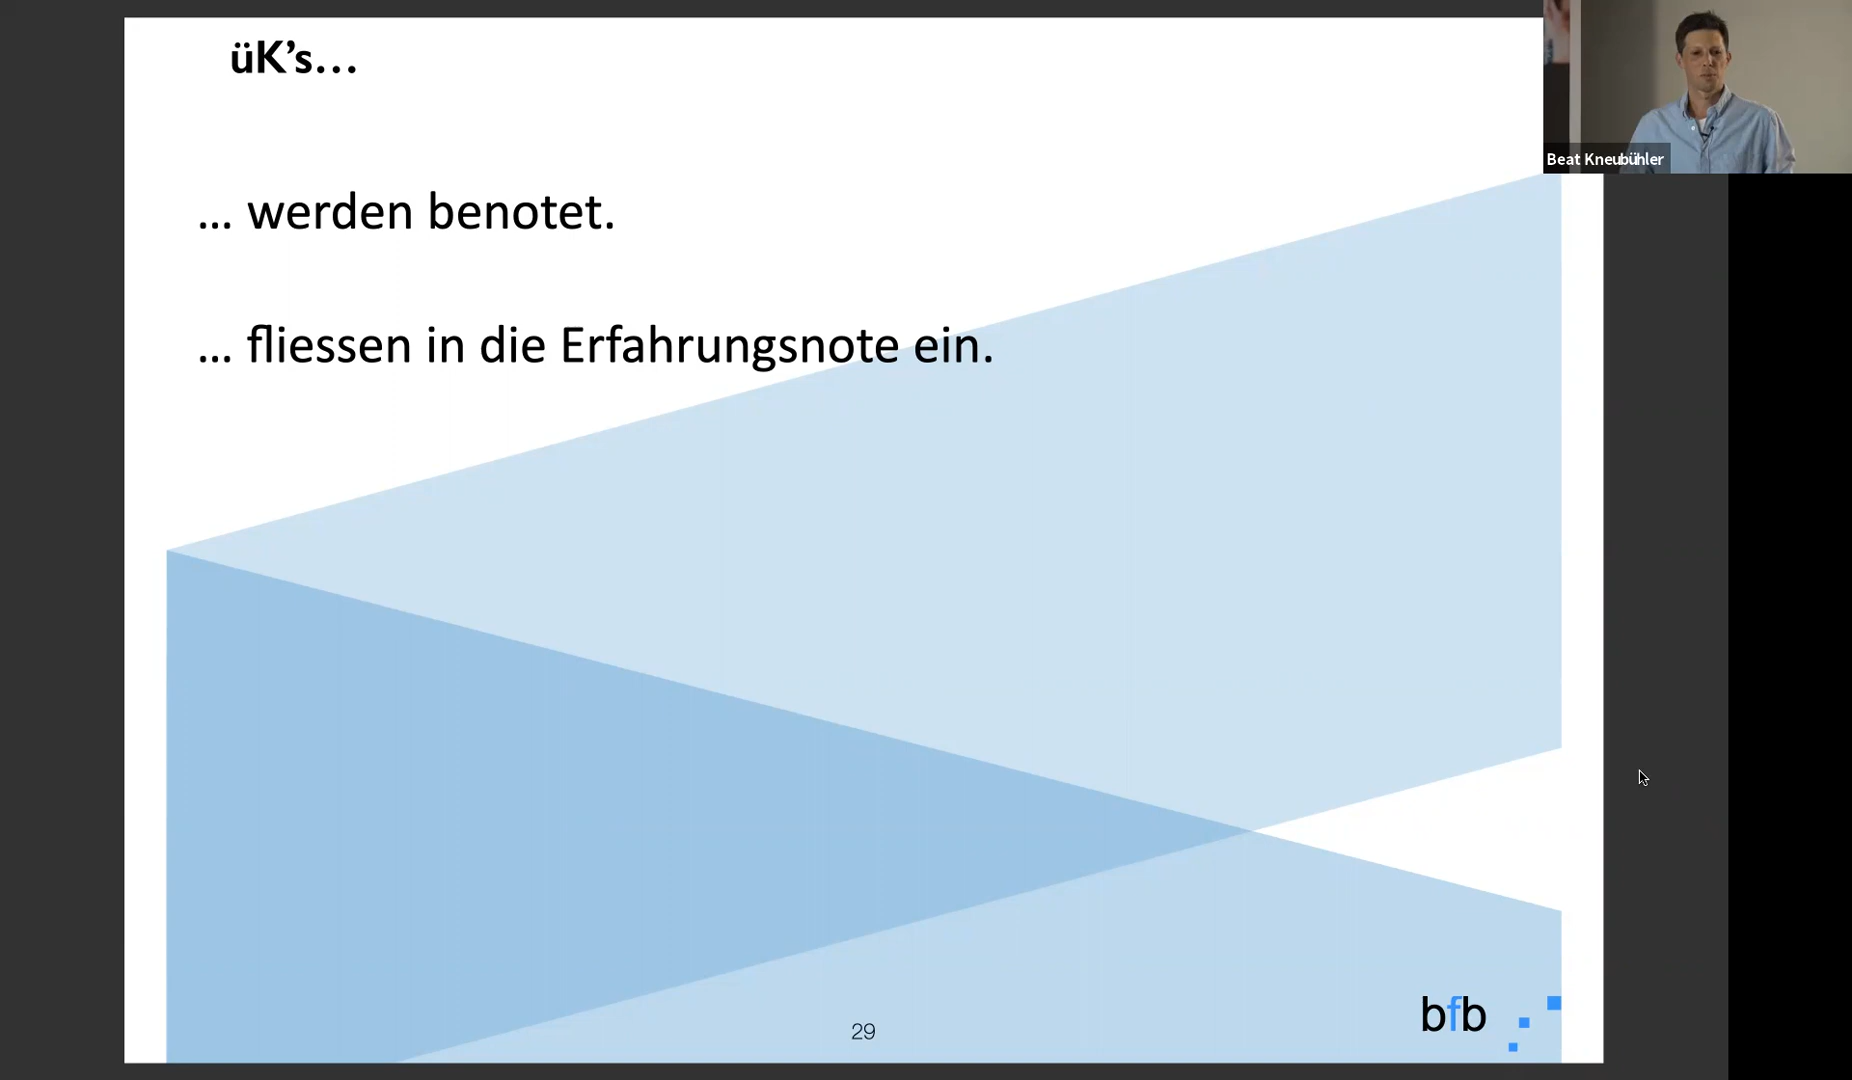 üK’s…
Beat Kneubühler
... werden benotet.
... fliessen in die Erfahrungsnote ein.
29
bfb